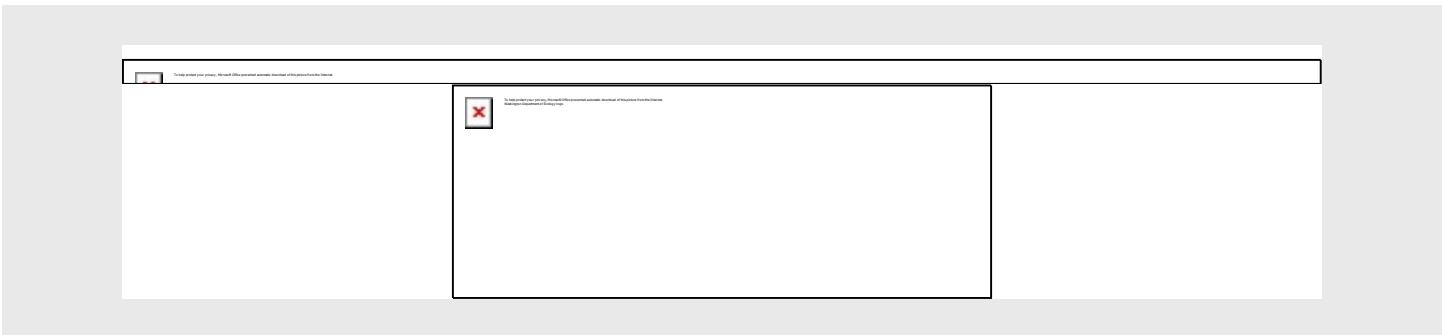 To help protect your privacy, Microsoft Office prevented automatic download of this picture from the Internet.
To help protect your privacy, Microsoft Office prevented automatic download of this picture from the Internet.
Washington Department of Ecology logo